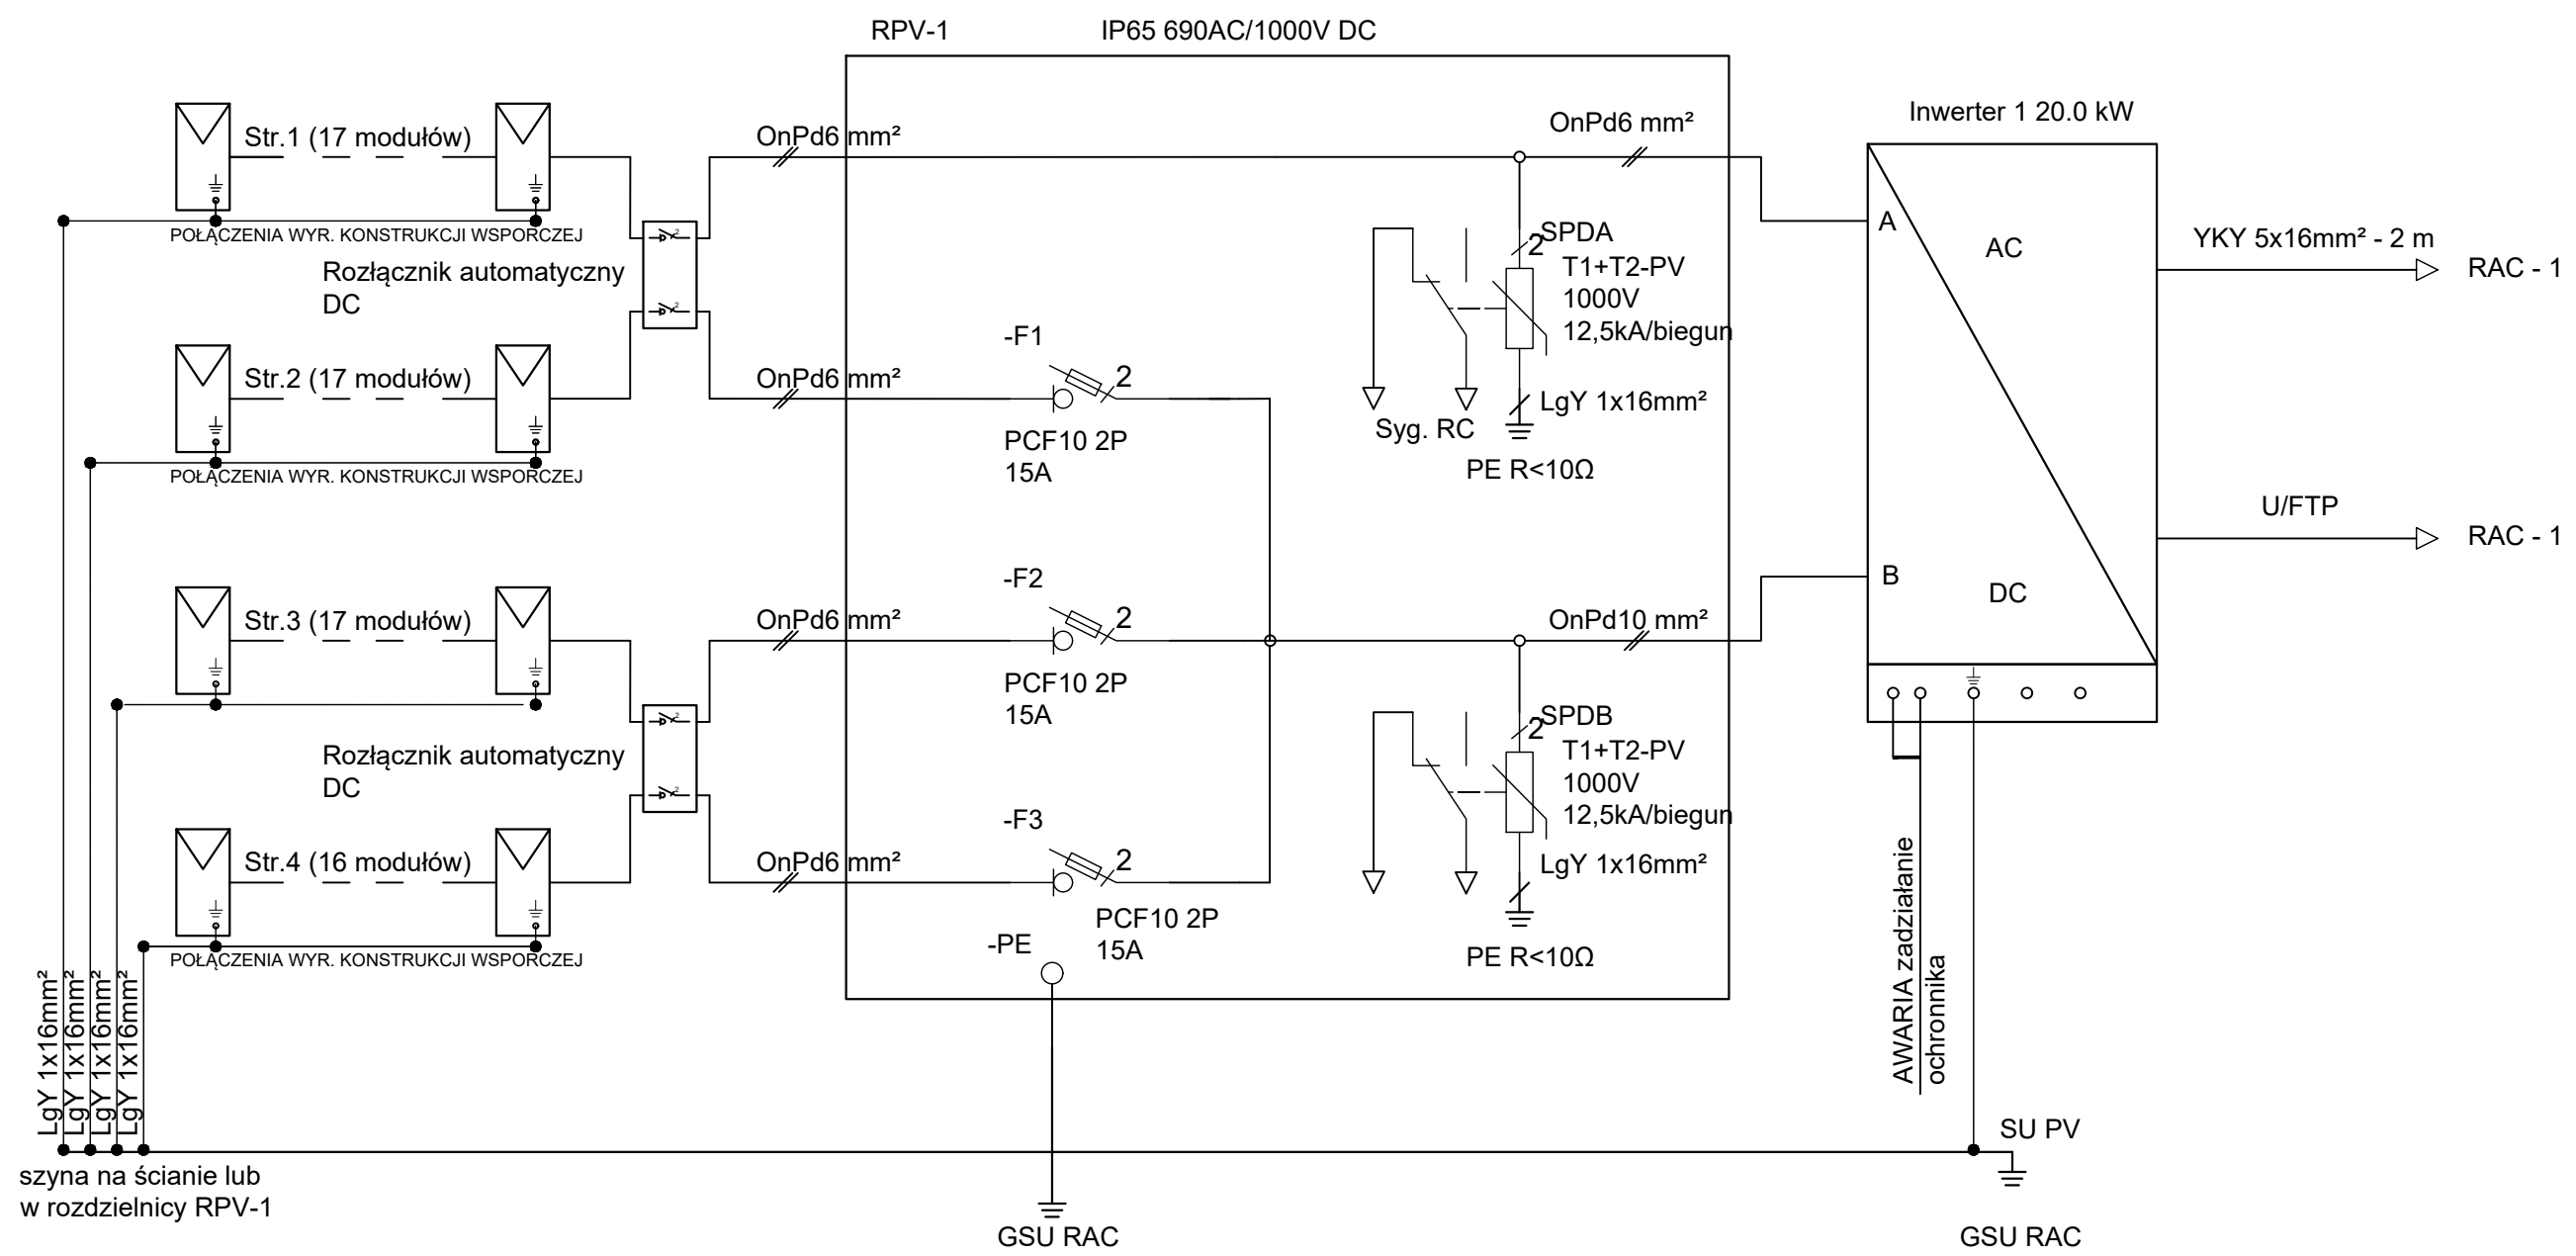 RPV-1 IP65 690AC/1000V DC
Inwerter 1 20.0 kW
Str.1 (17 modułów)
OnPd6 mm²
OnPd6 mm²
POŁĄCZENIA WYR. KONSTRUKCJI WSPORCZEJ
Rozłącznik automatyczny
DC
2
2
SPDA
2
T1+T2-PV
1000V
12,5kA/biegun
A
AC
YKY 5x16mm² - 2 m
RAC - 1
Str.2 (17 modułów)
OnPd6 mm²
-F1
2
PCF10 2P
15A
LgY 1x16mm²
Syg. RC
PE R<10Ω
POŁĄCZENIA WYR. KONSTRUKCJI WSPORCZEJ
U/FTP
RAC - 1
Str.3 (17 modułów)
OnPd6 mm²
-F2
2
PCF10 2P
15A
OnPd10 mm²
B
DC
Rozłącznik automatyczny
DC
2
2
SPDB
2
T1+T2-PV
1000V
12,5kA/biegun
Str.4 (16 modułów)
OnPd6 mm²
-F3
2
PCF10 2P
15A
LgY 1x16mm²
PE R<10Ω
POŁĄCZENIA WYR. KONSTRUKCJI WSPORCZEJ
-PE
AWARIA zadziałanie
ochronnika
LgY 1x16mm²
LgY 1x16mm²
LgY 1x16mm²
LgY 1x16mm²
SU PV
szyna na ścianie lub
w rozdzielnicy RPV-1
GSU RAC
GSU RAC